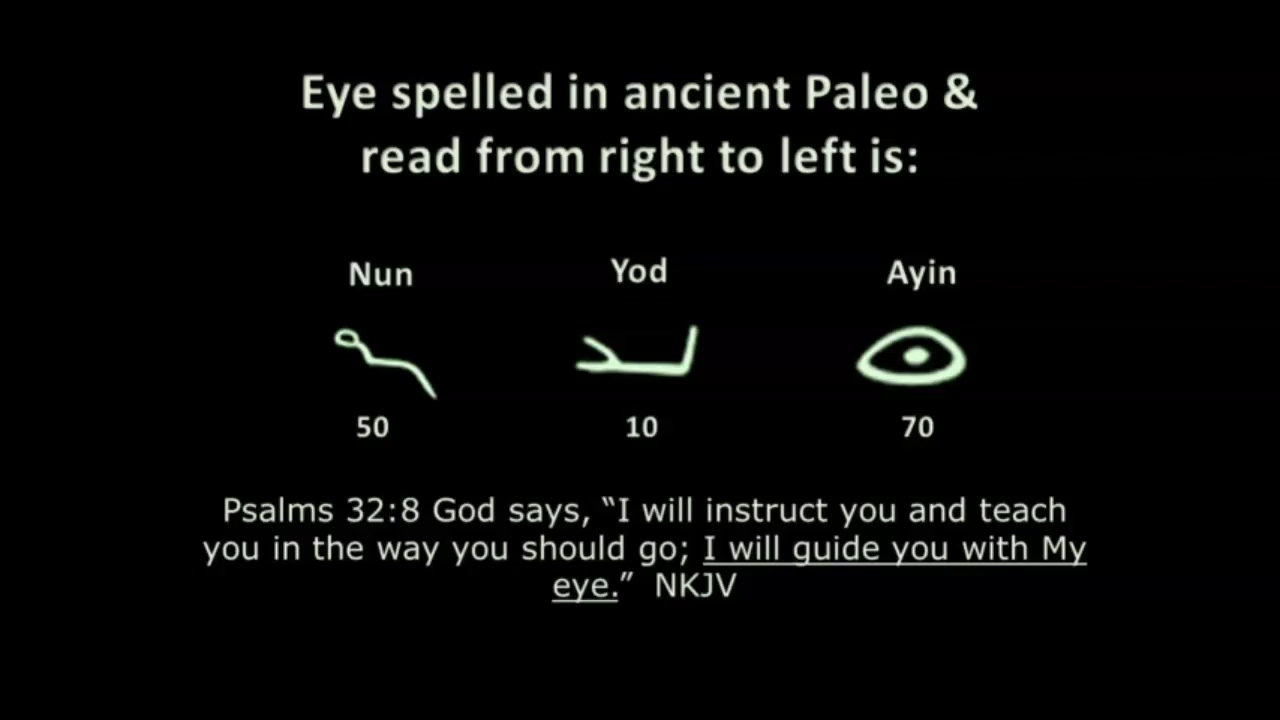 Eye spelled in ancient Paleo &
read from right to left is:
Nun Yod Ayin
50 10 70
Psalms 32:8 God says, “I will instruct you and teach
you in the way you should go; I will guide you with My
eye.” NKJV